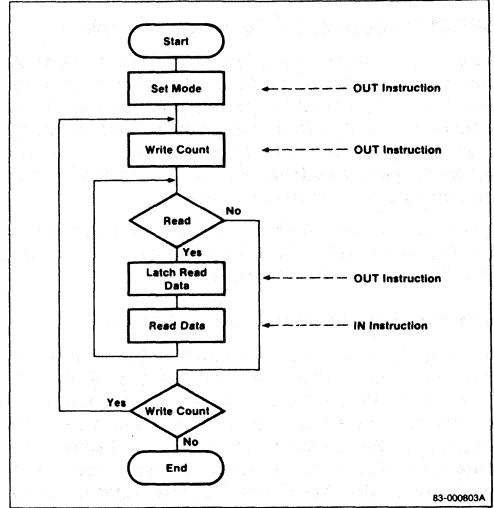 Start
Set Mode
OUT Instruction
Write Count
OUT Instruction
Read
No
Yes
Latch Read
Data
OUT Instruction
Read Data
IN Instruction
Yes
Write Count
No
End
83-000803A